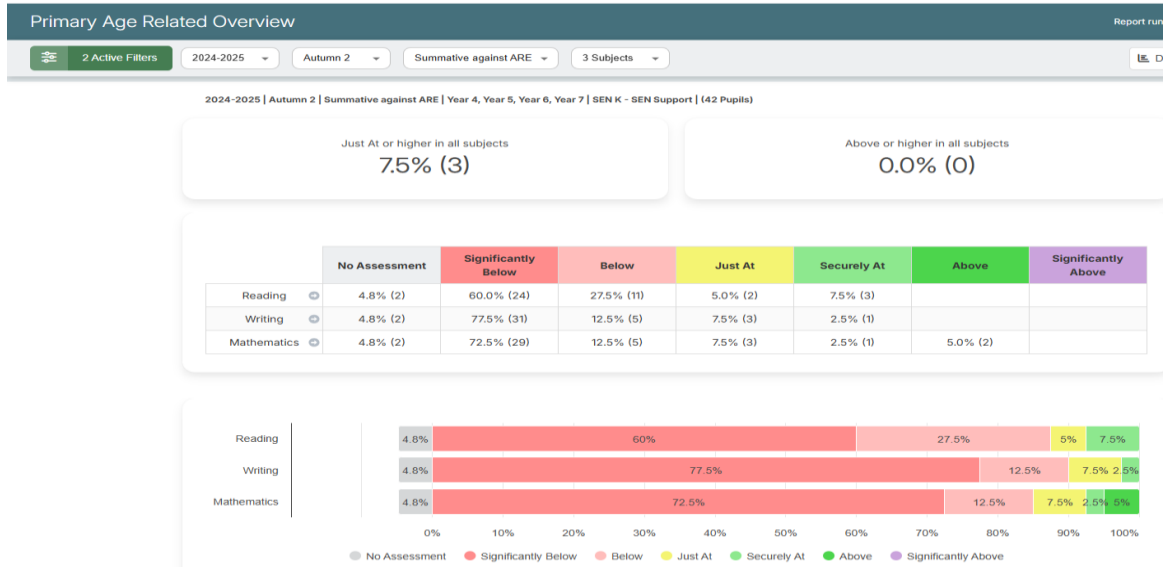 Primary Age Related Overview
Report run
2 Active Filters
2024-2025
Autumn 2
Summative against ARE
3 Subjects
D
2024-2025 | Autumn 2 | Summative against ARE | Year 4, Year 5, Year 6, Year 7 | SEN K - SEN Support | (42 Pupils)
Just At or higher in all subjects
7.5% (3)
Above or higher in all subjects
0.0% (0)
No Assessment Significantly Below Below Just At Securely At Above Significantly Above
Reading 4.8% (2) 60.0% (24) 27.5% (11) 5.0% (2) 7.5% (3)
Writing 4.8% (2) 77.5% (31) 12.5% (5) 7.5% (3) 2.5% (1)
Mathematics 4.8% (2) 72.5% (29) 12.5% (5) 7.5% (3) 2.5% (1) 5.0% (2)
Reading 4.8% 60% 27.5% 5% 7.5%
Writing 4.8% 77.5% 12.5% 7.5% 2.5%
Mathematics 4.8% 72.5% 12.5% 7.5% 2.5% 5%
0% 10% 20% 30% 40% 50% 60% 70% 80% 90% 100%
No Assessment Significantly Below Below Just At Securely At Above Significantly Above